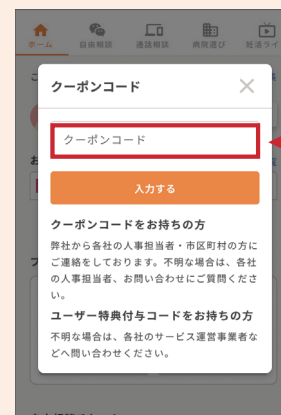 ホーム 自由相談 通話相談 病院選び 妊活ライ
クーポンコード
クーポンコード
入力する
クーポンコードをお持ちの方
弊社から各社の人事担当者・市区町村の方に
ご連絡をしております。不明な場合は、各社
の人事担当者、お問い合わせにご質問くださ
い。
ユーザー特典付与コードをお持ちの方
不明な場合は、各社のサービス運営事業者な
どへ問い合わせください。